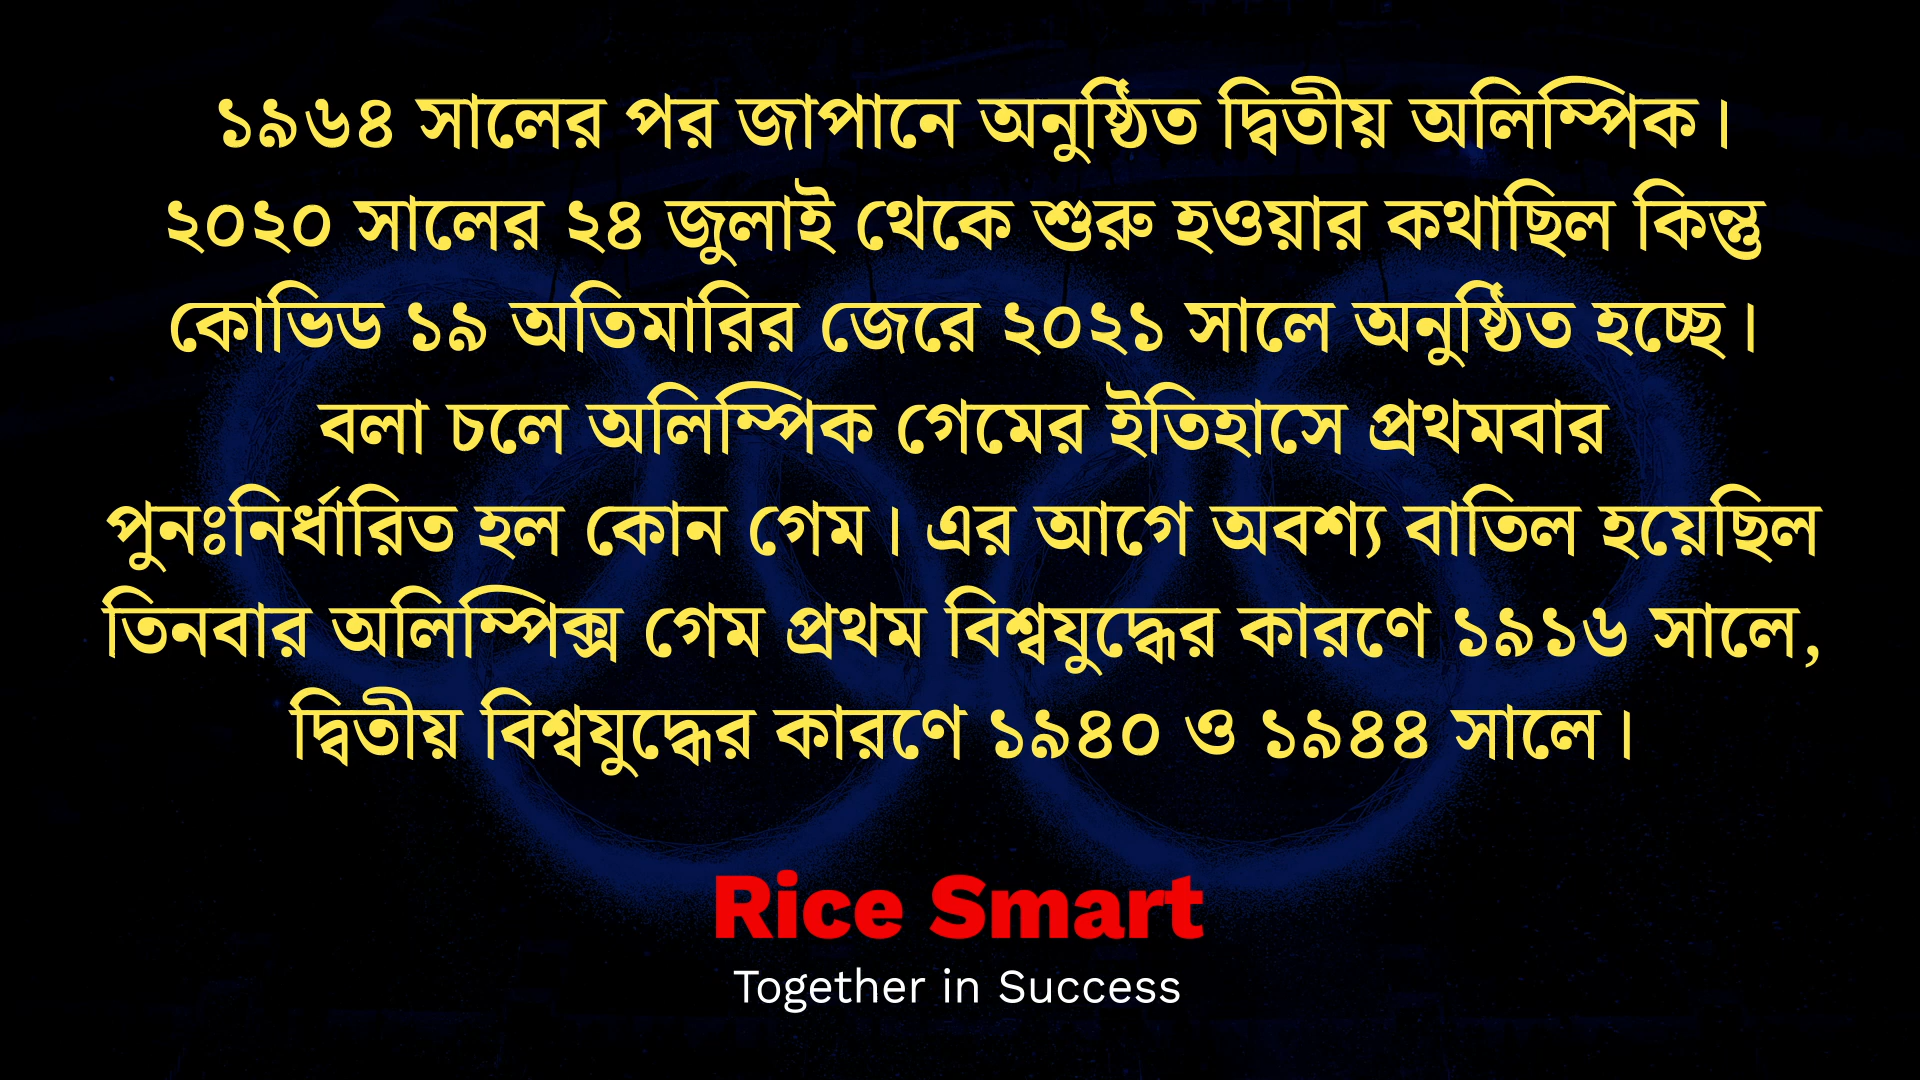 ১৯৬৪ সালের পর জাপানে অনুষ্ঠিত দ্বিতীয় অলিম্পিক।
২০২০ সালের ২৪ জুলাই থেকে শুরু হওয়ার কথাছিল কিন্তু
কোভিড ১৯ অতিমারির জেরে ২০২১ সালে অনুষ্ঠিত হচ্ছে।
বলা চলে অলিম্পিক গেমের ইতিহাসে প্রথমবার
পুনঃনির্ধারিত হল কোন গেম। এর আগে অবশ্য বাতিল হয়েছিল
তিনবার অলিম্পিক্স গেম প্রথম বিশ্বযুদ্ধের কারণে ১৯১৬ সালে,
দ্বিতীয় বিশ্বযুদ্ধের কারণে ১৯৪০ ও ১৯৪৪ সালে।
Rice Smart
Together in Success